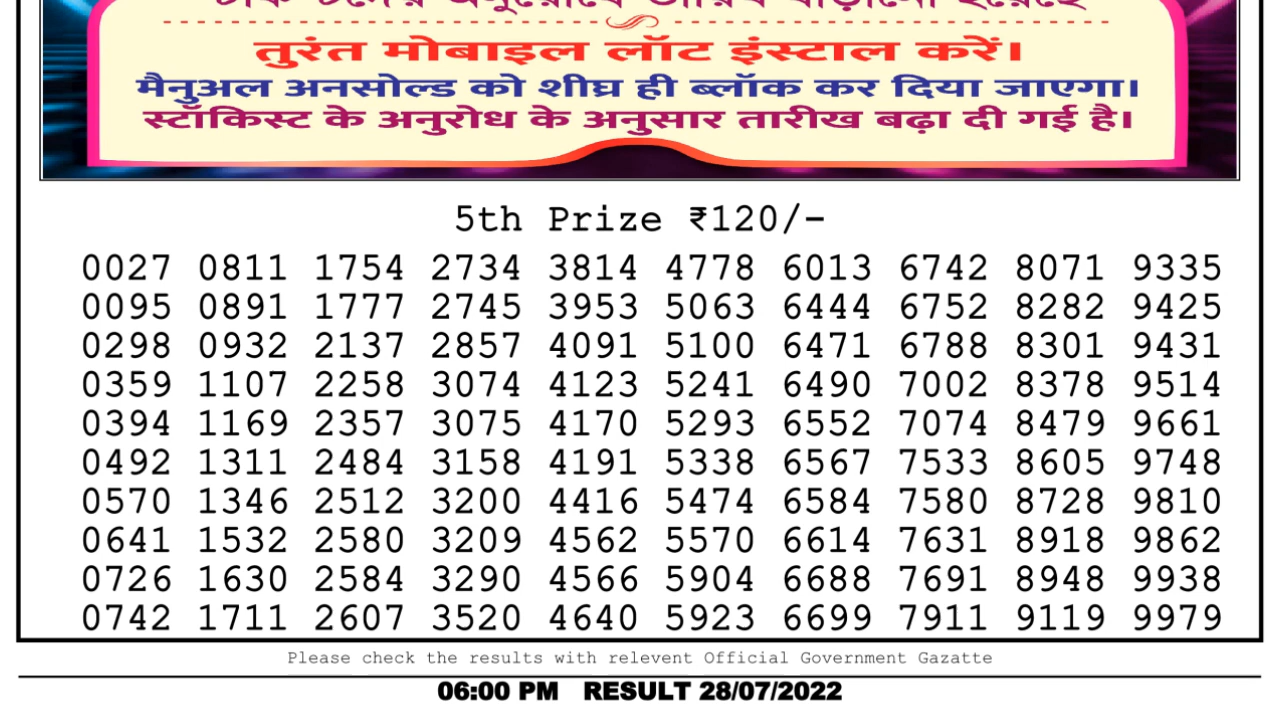 तुरंत मोबाइल लॉट इंस्टाल करें।
मैनुअल अनसोल्ड को शीघ्र ही ब्लॉक कर दिया जाएगा।
स्टॉकिस्ट के अनुरोध के अनुसार तारीख बढ़ा दी गई है।
5th Prize ₹120/-
0027 0811 1754 2734 3814 4778 6013 6742 8071 9335
0095 0891 1777 2745 3953 5063 6444 6752 8282 9425
0298 0932 2137 2857 4091 5100 6471 6788 8301 9431
0359 1107 2258 3074 4123 5241 6490 7002 8378 9514
0394 1169 2357 3075 4170 5293 6552 7074 8479 9661
0492 1311 2484 3158 4191 5338 6567 7533 8605 9748
0570 1346 2512 3200 4416 5474 6584 7580 8728 9810
0641 1532 2580 3209 4562 5570 6614 7631 8918 9862
0726 1630 2584 3290 4566 5904 6688 7691 8948 9938
0742 1711 2607 3520 4640 5923 6699 7911 9119 9979
Please check the results with relevent Official Government Gazatte
06:00 PM RESULT 28/07/2022